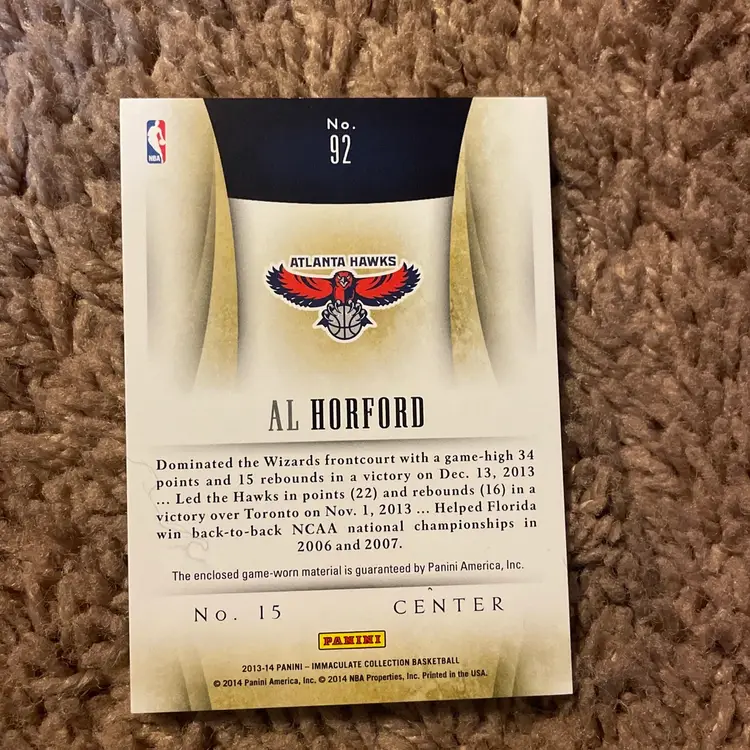 No.
92
NBA
ATLANTA HAWKS
AL HORFORD
Dominated the Wizards frontcourt with a game-high 34
points and 15 rebounds in a victory on Dec. 13, 2013
... Led the Hawks in points (22) and rebounds (16) in a
victory over Toronto on Nov. 1, 2013 ... Helped Florida
win back-to-back NCAA national championships in
2006 and 2007.
The enclosed game-worn material is guaranteed by Panini America, Inc.
No. 15 CENTER
PANINI
2013-14 PANINI – IMMACULATE COLLECTION BASKETBALL
© 2014 Panini America, Inc. © 2014 NBA Properties, Inc. Printed in the USA.